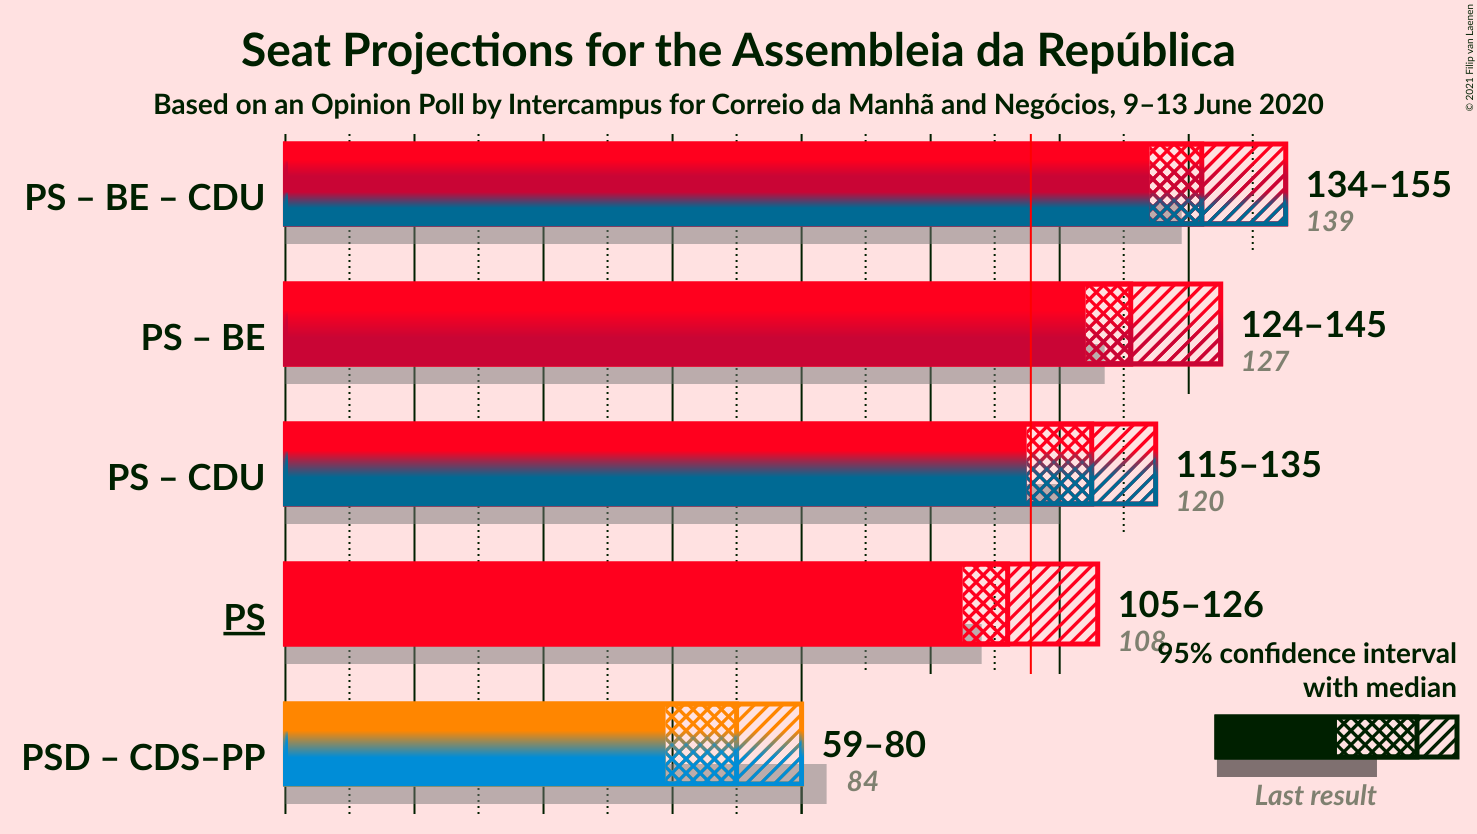 © 2021 Filip van Laenen
Seat Projections for the Assembleia da República
Based on an Opinion Poll by Intercampus for Correio da Manhã and Negócios, 9–13 June 2020
PS – BE – CDU
134–155
139
PS – BE
124–145
127
PS – CDU
115–135
120
PS
105–126
108
PSD – CDS–PP
59–80
84
95% confidence interval
with median
Last result